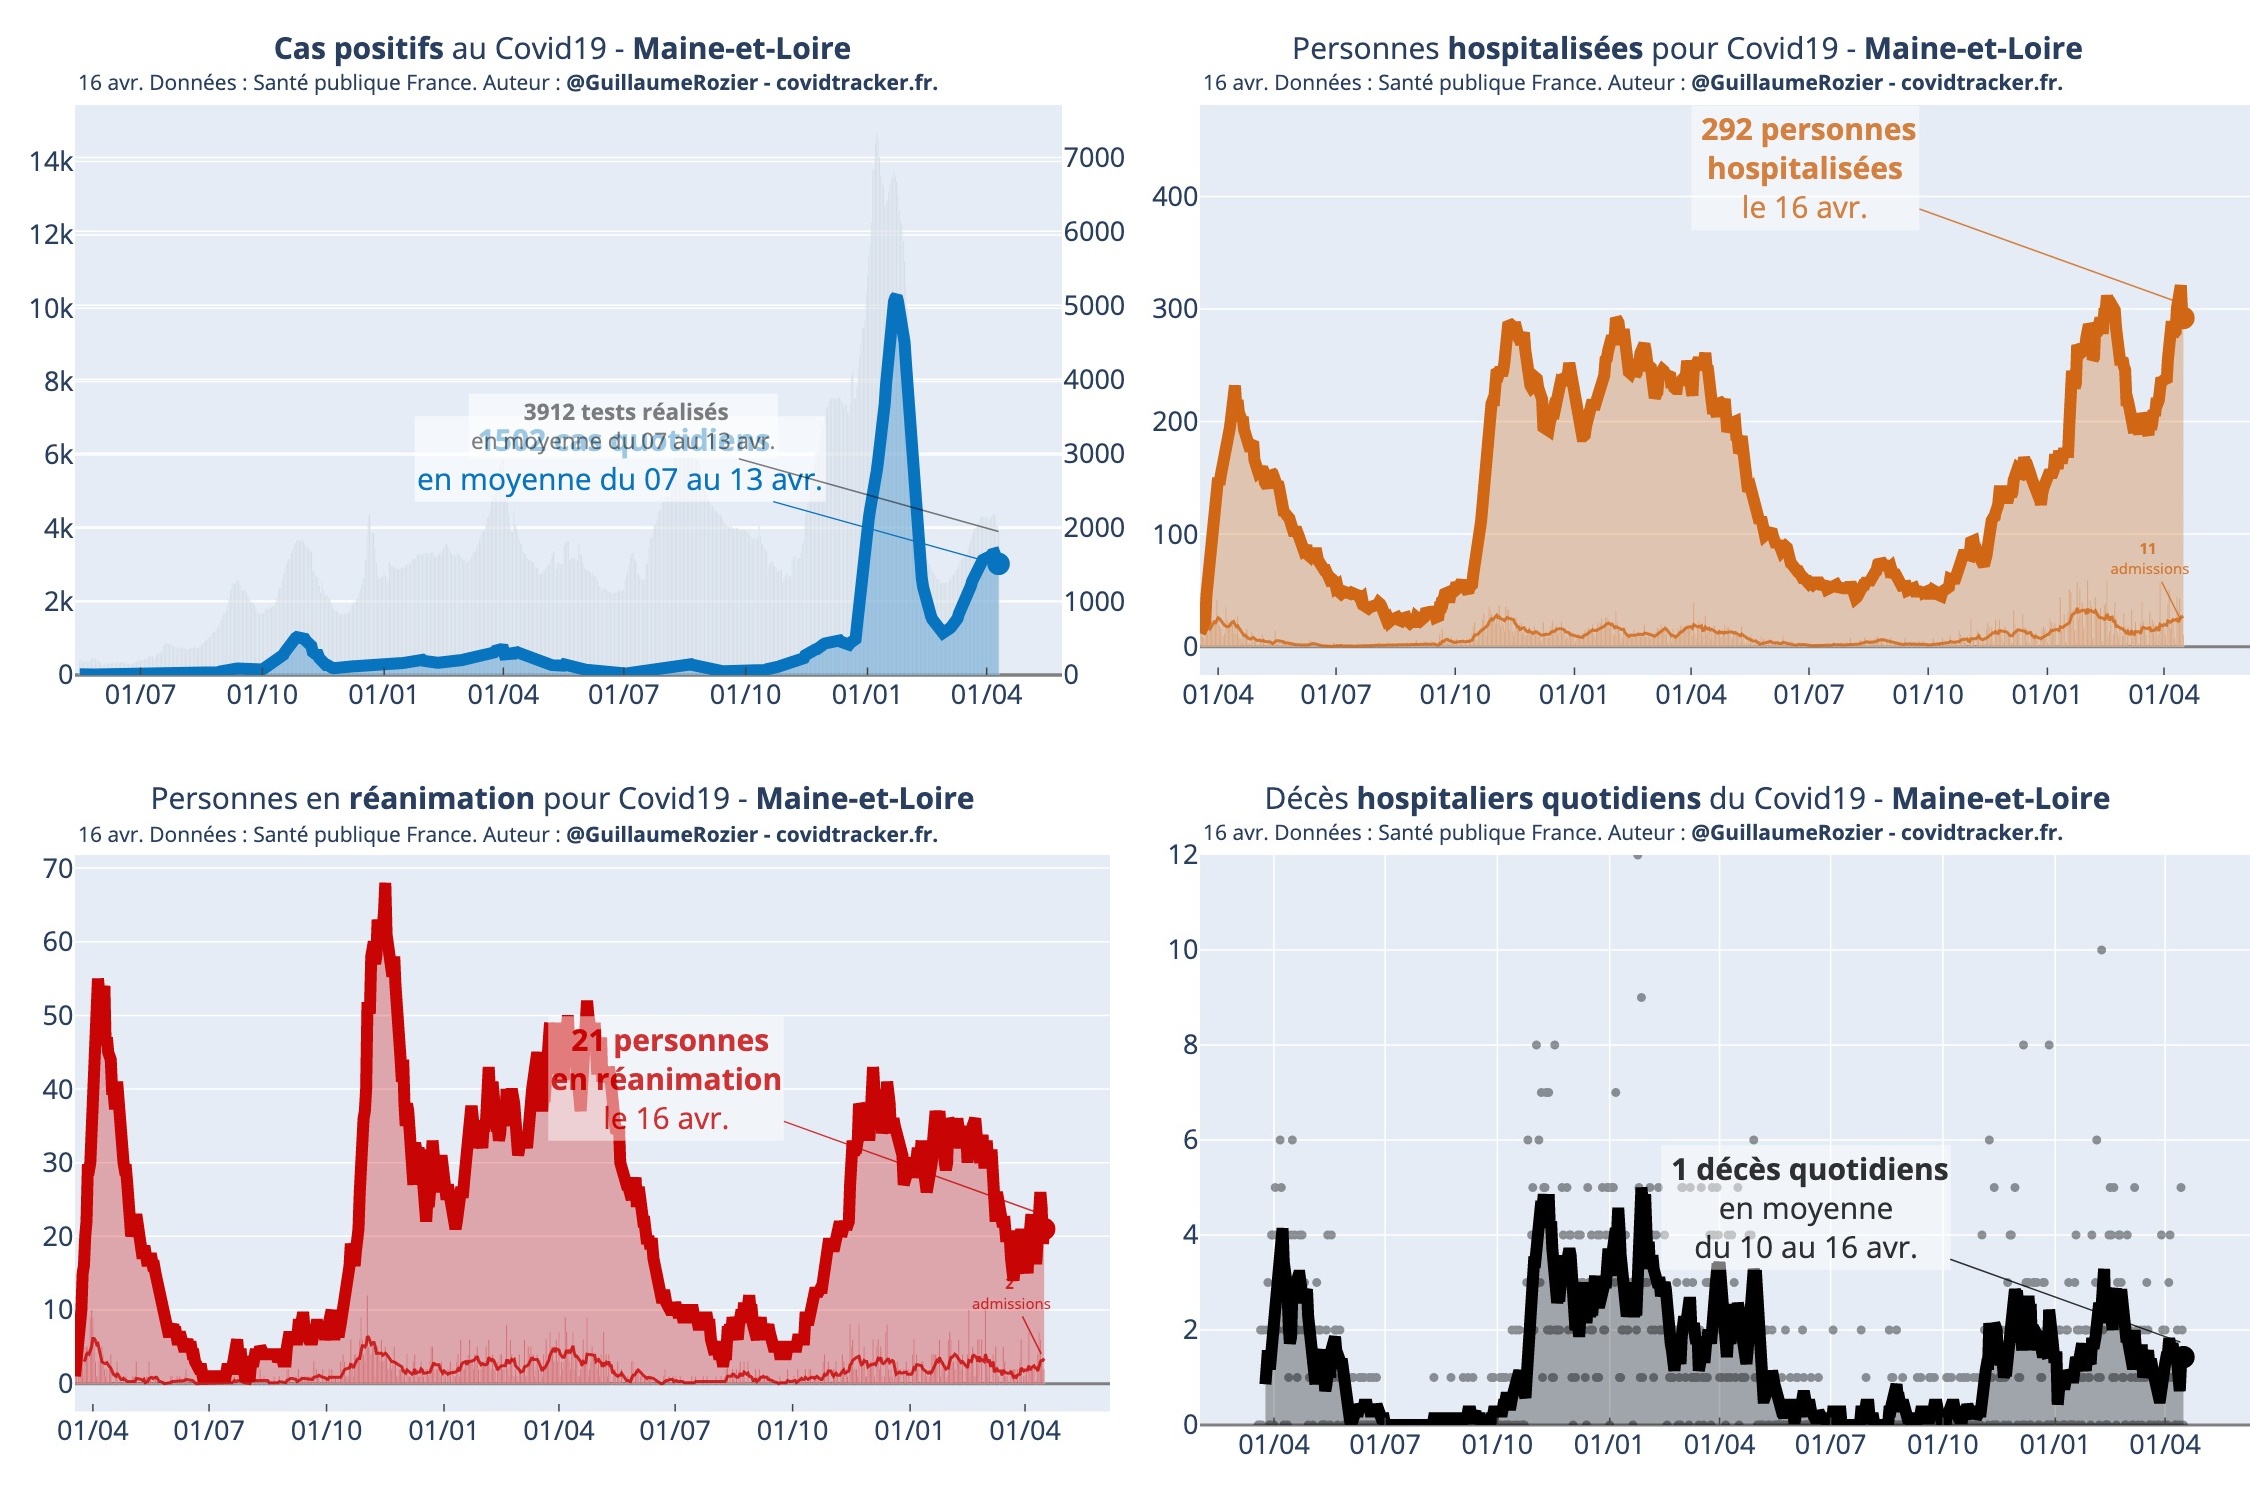 Cas positifs au Covid19 - Maine-et-Loire
16 avr. Données : Santé publique France. Auteur : @GuillaumeRozier - covidtracker.fr.
14k
12k
10k
8k
6k
4k
2k
0
7000
6000
5000
4000
3000
2000
1000
0
3912 tests réalisés
en moyenne du 07 au 13 avr.
1502 cas quotidiens
en moyenne du 07 au 13 avr.
01/07 01/10 01/01 01/04 01/07 01/10 01/01 01/04
Personnes hospitalisées pour Covid19 - Maine-et-Loire
16 avr. Données : Santé publique France. Auteur : @GuillaumeRozier - covidtracker.fr.
400
300
200
100
0
292 personnes
hospitalisées
le 16 avr.
11
admissions
01/04 01/07 01/10 01/01 01/04 01/07 01/10 01/01 01/04
Personnes en réanimation pour Covid19 - Maine-et-Loire
16 avr. Données : Santé publique France. Auteur : @GuillaumeRozier - covidtracker.fr.
70
60
50
40
30
20
10
0
21 personnes
en réanimation
le 16 avr.
2
admissions
01/04 01/07 01/10 01/01 01/04 01/07 01/10 01/01 01/04
Décès hospitaliers quotidiens du Covid19 - Maine-et-Loire
16 avr. Données : Santé publique France. Auteur : @GuillaumeRozier - covidtracker.fr.
12
10
8
6
4
2
0
1 décès quotidiens
en moyenne
du 10 au 16 avr.
01/04 01/07 01/10 01/01 01/04 01/07 01/10 01/01 01/04